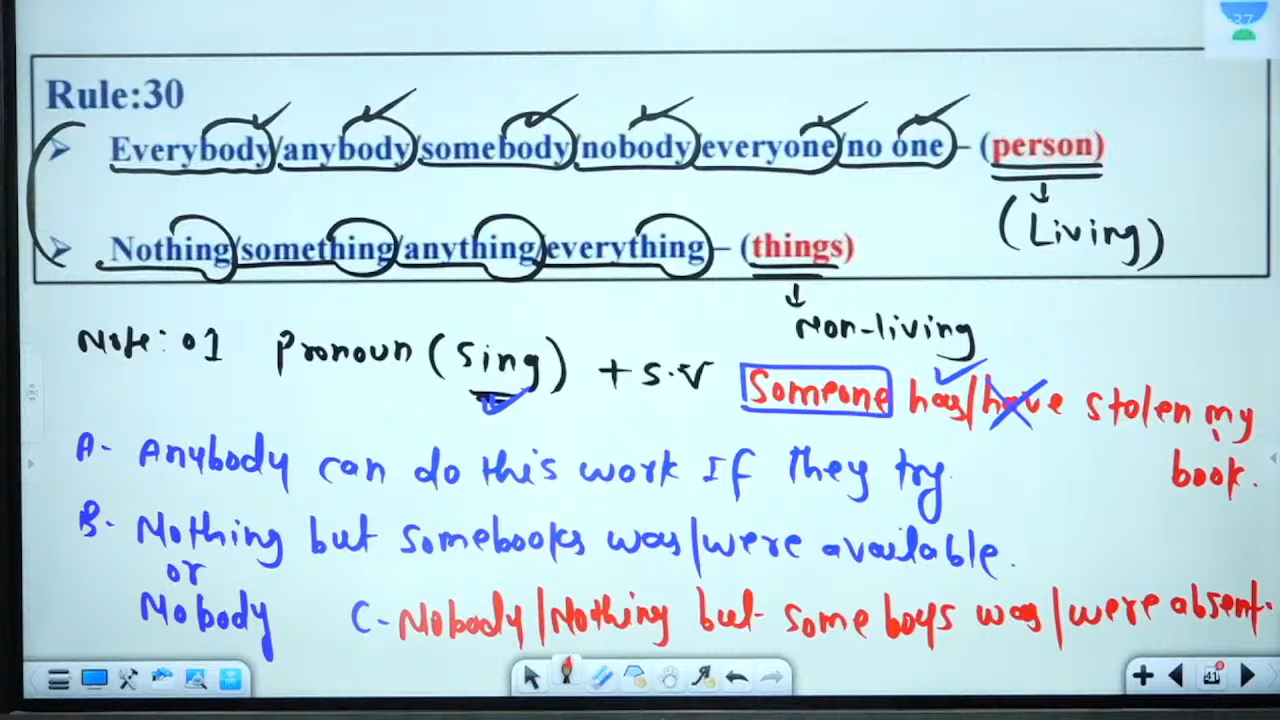 37
Rule:30
Everybody/anybody/somebody/nobody/everyone/no one – (person)
(Living)
Nothing/something/anything/everything – (things)
Non-living
Note: 01 Pronoun (Sing) + S.V
Someone has/have stolen my
book.
A- Anybody can do this work If they try.
B- Nothing but somebooks was/were available.
or
Nobody
C- Nobody/Nothing but some boys was/were absent.
41